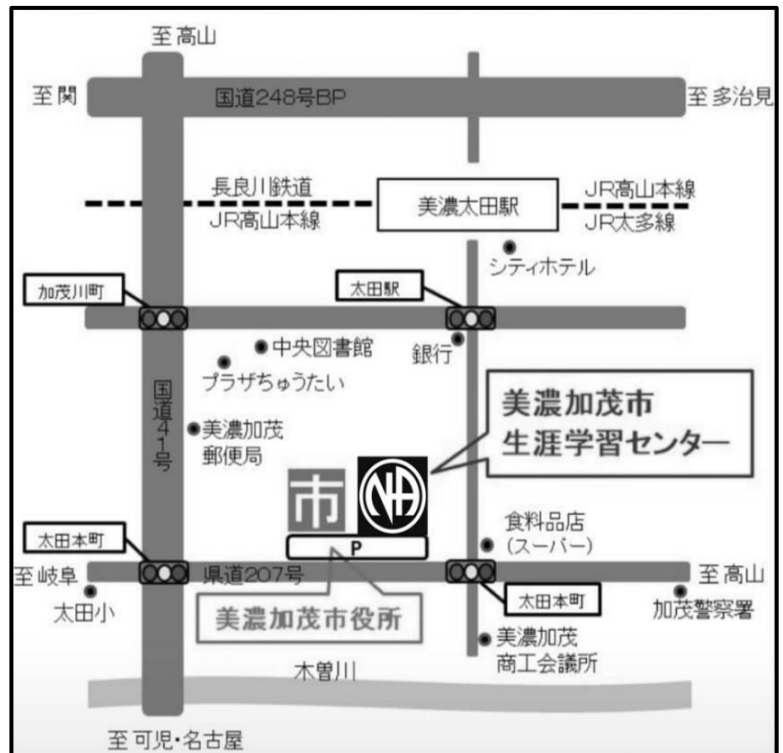 至高山
至関
国道248号BP
至多治見
長良川鉄道
JR高山本線
美濃太田駅
JR高山本線
JR太多線
シティホテル
加茂川町
太田駅
中央図書館
プラザちゅうたい
銀行
国道41号
美濃加茂
郵便局
美濃加茂市
生涯学習センター
市
NA
P
食料品店
(スーパー)
太田本町
至岐阜
県道207号
至高山
太田小
美濃加茂市役所
太田本町
加茂警察署
美濃加茂
商工会議所
木曽川
至可児・名古屋